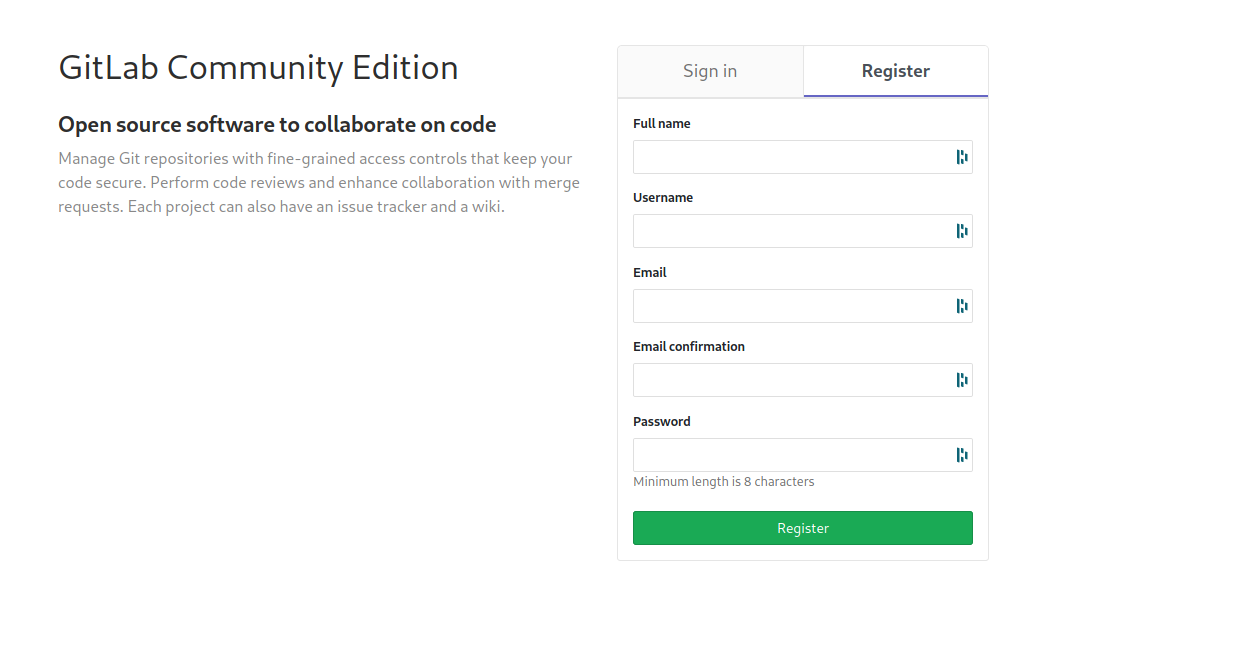 GitLab Community Edition
Open source software to collaborate on code
Manage Git repositories with fine-grained access controls that keep your
code secure. Perform code reviews and enhance collaboration with merge
requests. Each project can also have an issue tracker and a wiki.
Sign in
Register
Full name
Username
Email
Email confirmation
Password
Minimum length is 8 characters
Register